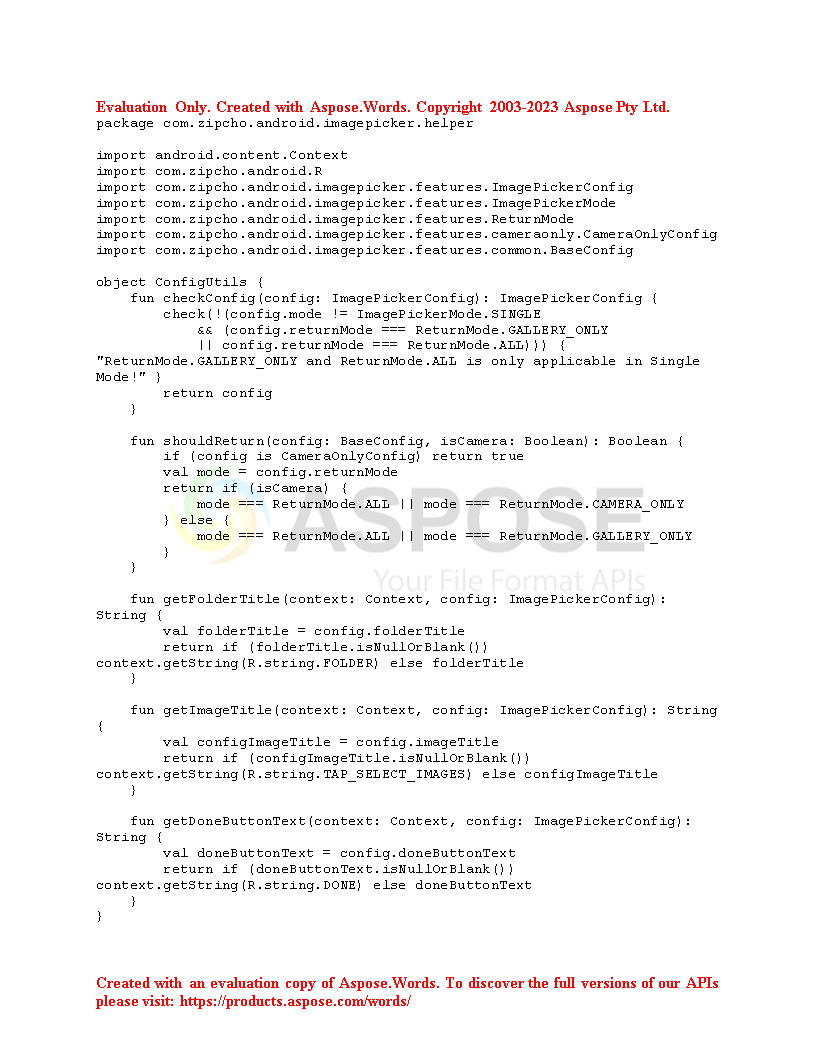 Evaluation Only. Created with Aspose.Words. Copyright 2003-2023 Aspose Pty Ltd.
package com.zipcho.android.imagepicker.helper

import android.content.Context
import com.zipcho.android.R
import com.zipcho.android.imagepicker.features.ImagePickerConfig
import com.zipcho.android.imagepicker.features.ImagePickerMode
import com.zipcho.android.imagepicker.features.ReturnMode
import com.zipcho.android.imagepicker.features.cameraonly.CameraOnlyConfig
import com.zipcho.android.imagepicker.features.common.BaseConfig

object ConfigUtils {
    fun checkConfig(config: ImagePickerConfig): ImagePickerConfig {
        check(!(config.mode != ImagePickerMode.SINGLE
            && (config.returnMode === ReturnMode.GALLERY_ONLY
            || config.returnMode === ReturnMode.ALL))) {
"ReturnMode.GALLERY_ONLY and ReturnMode.ALL is only applicable in Single
Mode!" }
        return config
    }

    fun shouldReturn(config: BaseConfig, isCamera: Boolean): Boolean {
        if (config is CameraOnlyConfig) return true
        val mode = config.returnMode
        return if (isCamera) {
            mode === ReturnMode.ALL || mode === ReturnMode.CAMERA_ONLY
        } else {
            mode === ReturnMode.ALL || mode === ReturnMode.GALLERY_ONLY
        }
    }
ASPOSE
Your File Format APIs

    fun getFolderTitle(context: Context, config: ImagePickerConfig):
String {
        val folderTitle = config.folderTitle
        return if (folderTitle.isNullOrBlank())
context.getString(R.string.FOLDER) else folderTitle
    }

    fun getImageTitle(context: Context, config: ImagePickerConfig): String
{
        val configImageTitle = config.imageTitle
        return if (configImageTitle.isNullOrBlank())
context.getString(R.string.TAP_SELECT_IMAGES) else configImageTitle
    }

    fun getDoneButtonText(context: Context, config: ImagePickerConfig):
String {
        val doneButtonText = config.doneButtonText
        return if (doneButtonText.isNullOrBlank())
context.getString(R.string.DONE) else doneButtonText
    }
}

Created with an evaluation copy of Aspose.Words. To discover the full versions of our APIs
please visit: https://products.aspose.com/words/